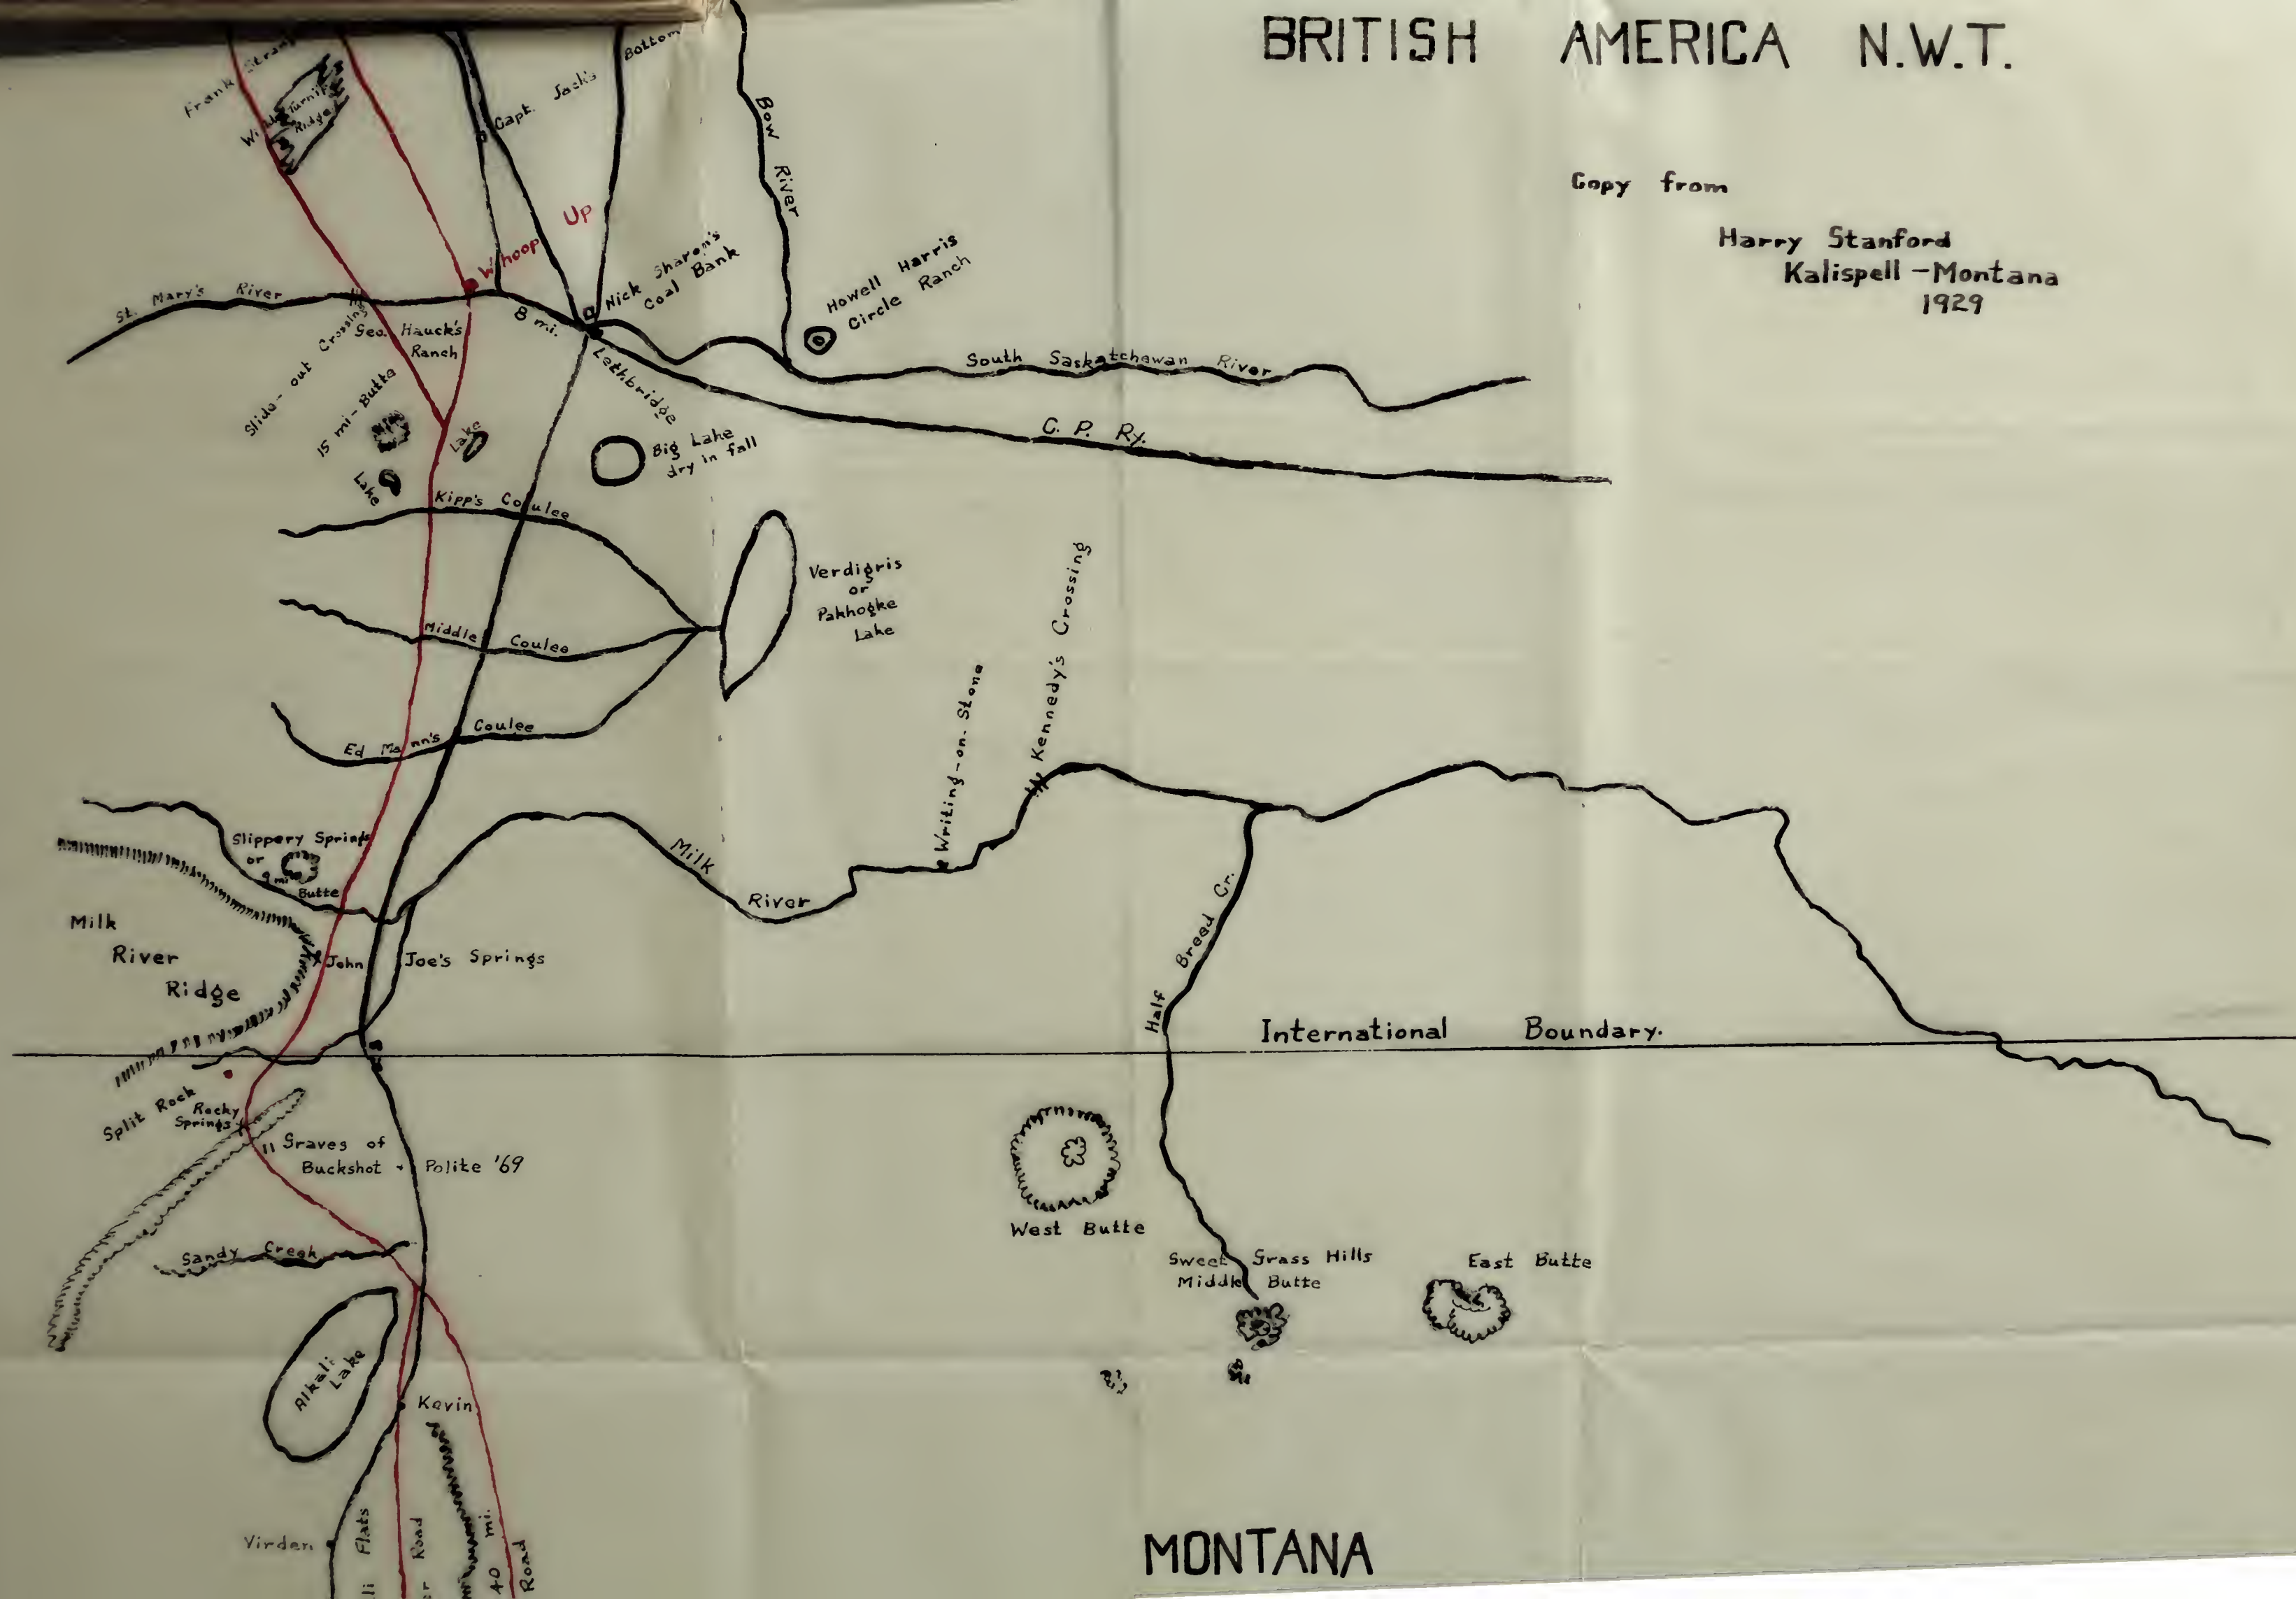 BRITISH AMERICA N.W.T.
Copy from
Harry Stanford
Kalispell - Montana
1929
Frank
Wild Turnip
Ridge
Capt. Jack's Bottom
Bow River
Whoop UP
Nick Sharon's
Coal Bank
Howell Harris
Circle Ranch
St. Mary's River
8 mi.
Slide-out Crossing
Geo. Hauck's
Ranch
Lethbridge
South Saskatchewan River
C. P. Ry.
15 mi-Butte
Lake
Lake
Big Lake
dry in fall
Kipp's Coulee
Verdigris
or
Pakhogke
Lake
Middle Coulee
Ed Mann's Coulee
Writing-on-Stone
Kennedy's Crossing
Slippery Springs
or
9 mi
Butte
Milk River
Milk
River
Ridge
John Joe's Springs
Half Breed Cr.
International Boundary.
Split Rock
Rocky
Springs
11 Graves of
Buckshot + Polite '69
West Butte
Sweet Grass Hills
Middle Butte
East Butte
Sandy Creek
Alkali
Lake
Kevin
Virden
Flats
Road
40 mi.
Road
MONTANA